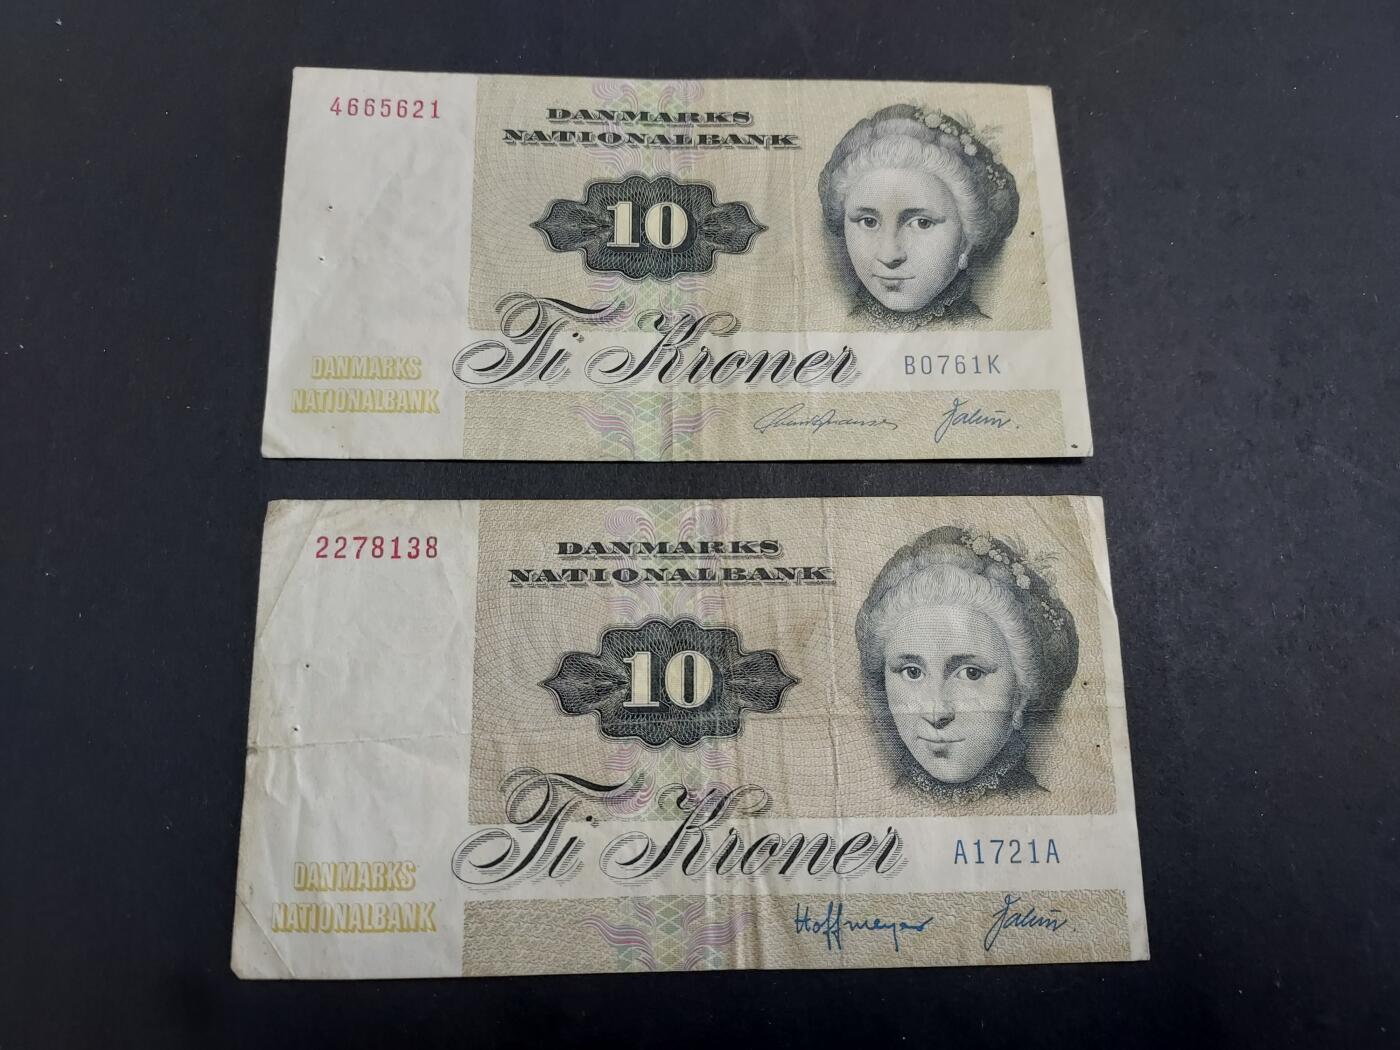 4665621
DANMARKS
NATIONALBANK
10
Ti Kroner
B0761K
DANMARKS
NATIONALBANK
2278138
DANMARKS
NATIONALBANK
10
Ti Kroner
A1721A
DANMARKS
NATIONALBANK
Hoffmeyer